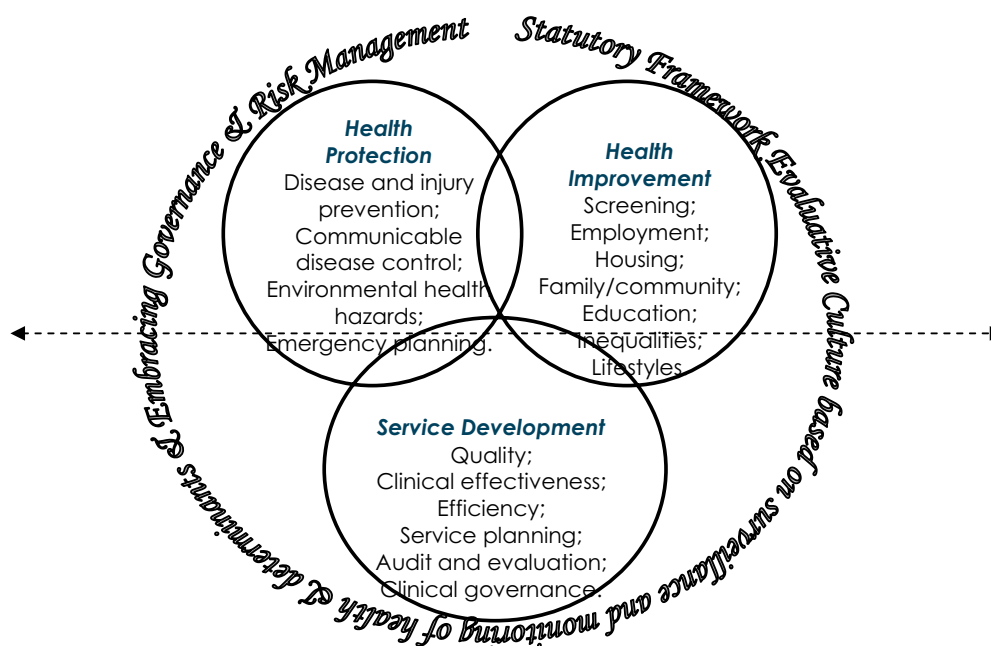 Statutory Framework Evaluative Culture based on surveillance and monitoring of health & determinants & Embracing Governance & Risk Management
Health
Protection
Disease and injury
prevention;
Communicable
disease control;
Environmental health
hazards;
Emergency planning.
Health
Improvement
Screening;
Employment;
Housing;
Family/community;
Education;
Inequalities;
Lifestyles.
Service Development
Quality;
Clinical effectiveness;
Efficiency;
Service planning;
Audit and evaluation;
Clinical governance.